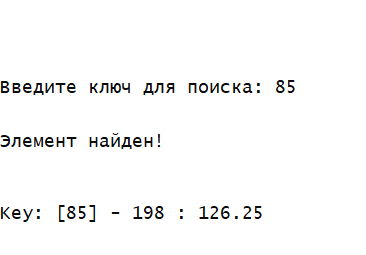 Введите ключ для поиска: 85
Элемент найден!
Key: [85] - 198 : 126.25